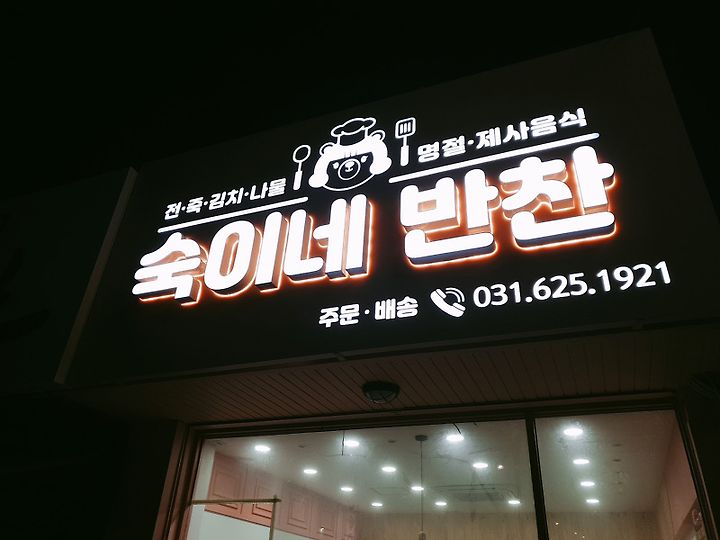 전·죽·김치·나물
명절·제사음식
숙이네 반찬
주문·배송 031.625.1921